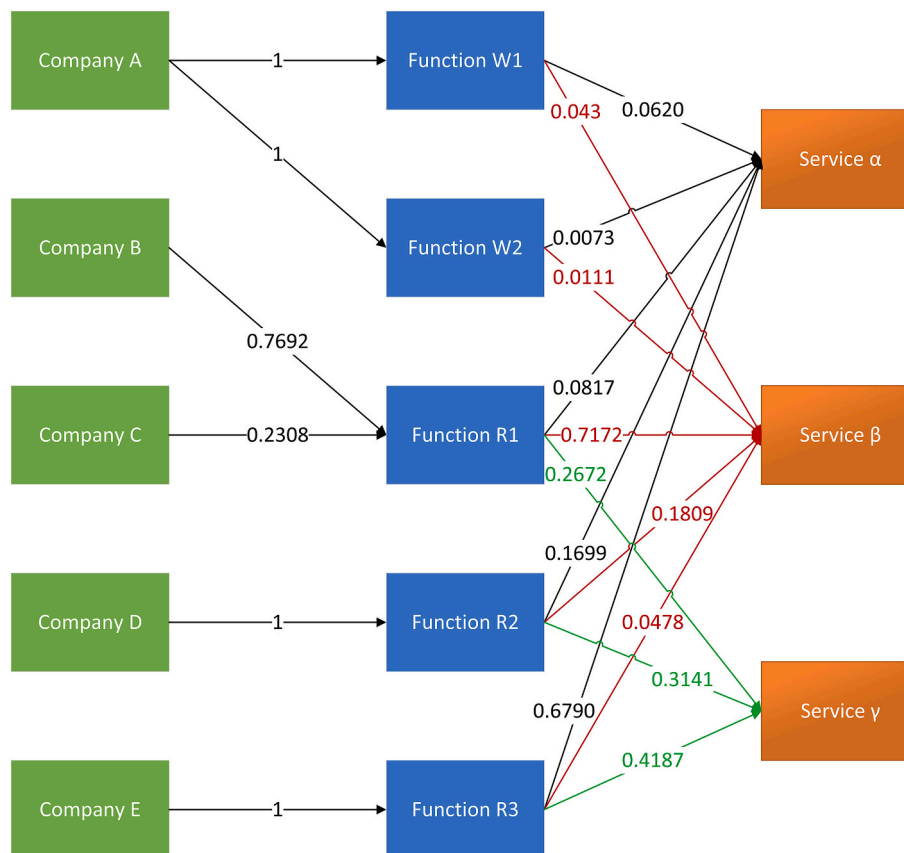 Company A
1
Function W1
0.043
0.0620
Service α
1
Company B
Function W2
0.0073
0.0111
0.7692
0.0817
Company C
0.2308
Function R1
0.7172
Service β
0.2672
0.1809
0.1699
Company D
1
Function R2
0.0478
0.3141
0.6790
Service γ
0.4187
Company E
1
Function R3